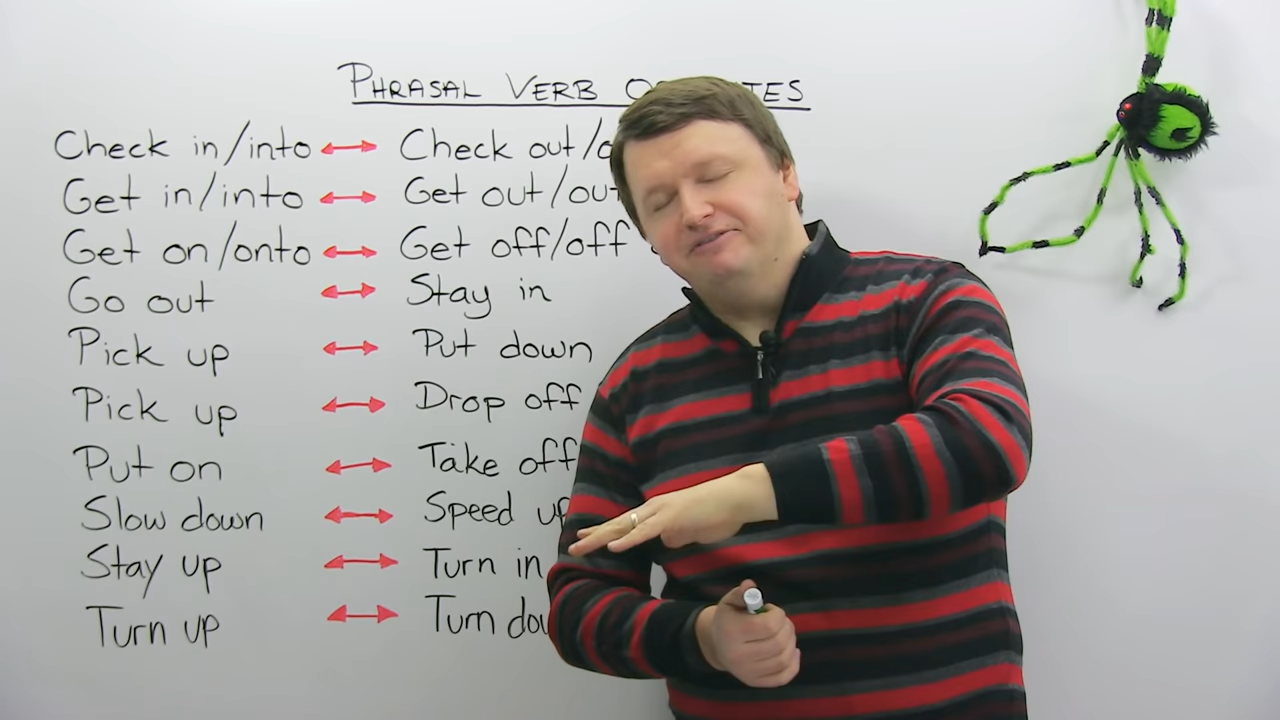 PHRASAL VERB
Check in/into ↔ Check out/
Get in/into ↔ Get out/
Get on/onto ↔ Get off/off
Go out ↔ Stay in
Pick up ↔ Put down
Pick up ↔ Drop off
Put on ↔ Take off
Slow down ↔ Speed up
Stay up ↔ Turn in
Turn up ↔ Turn